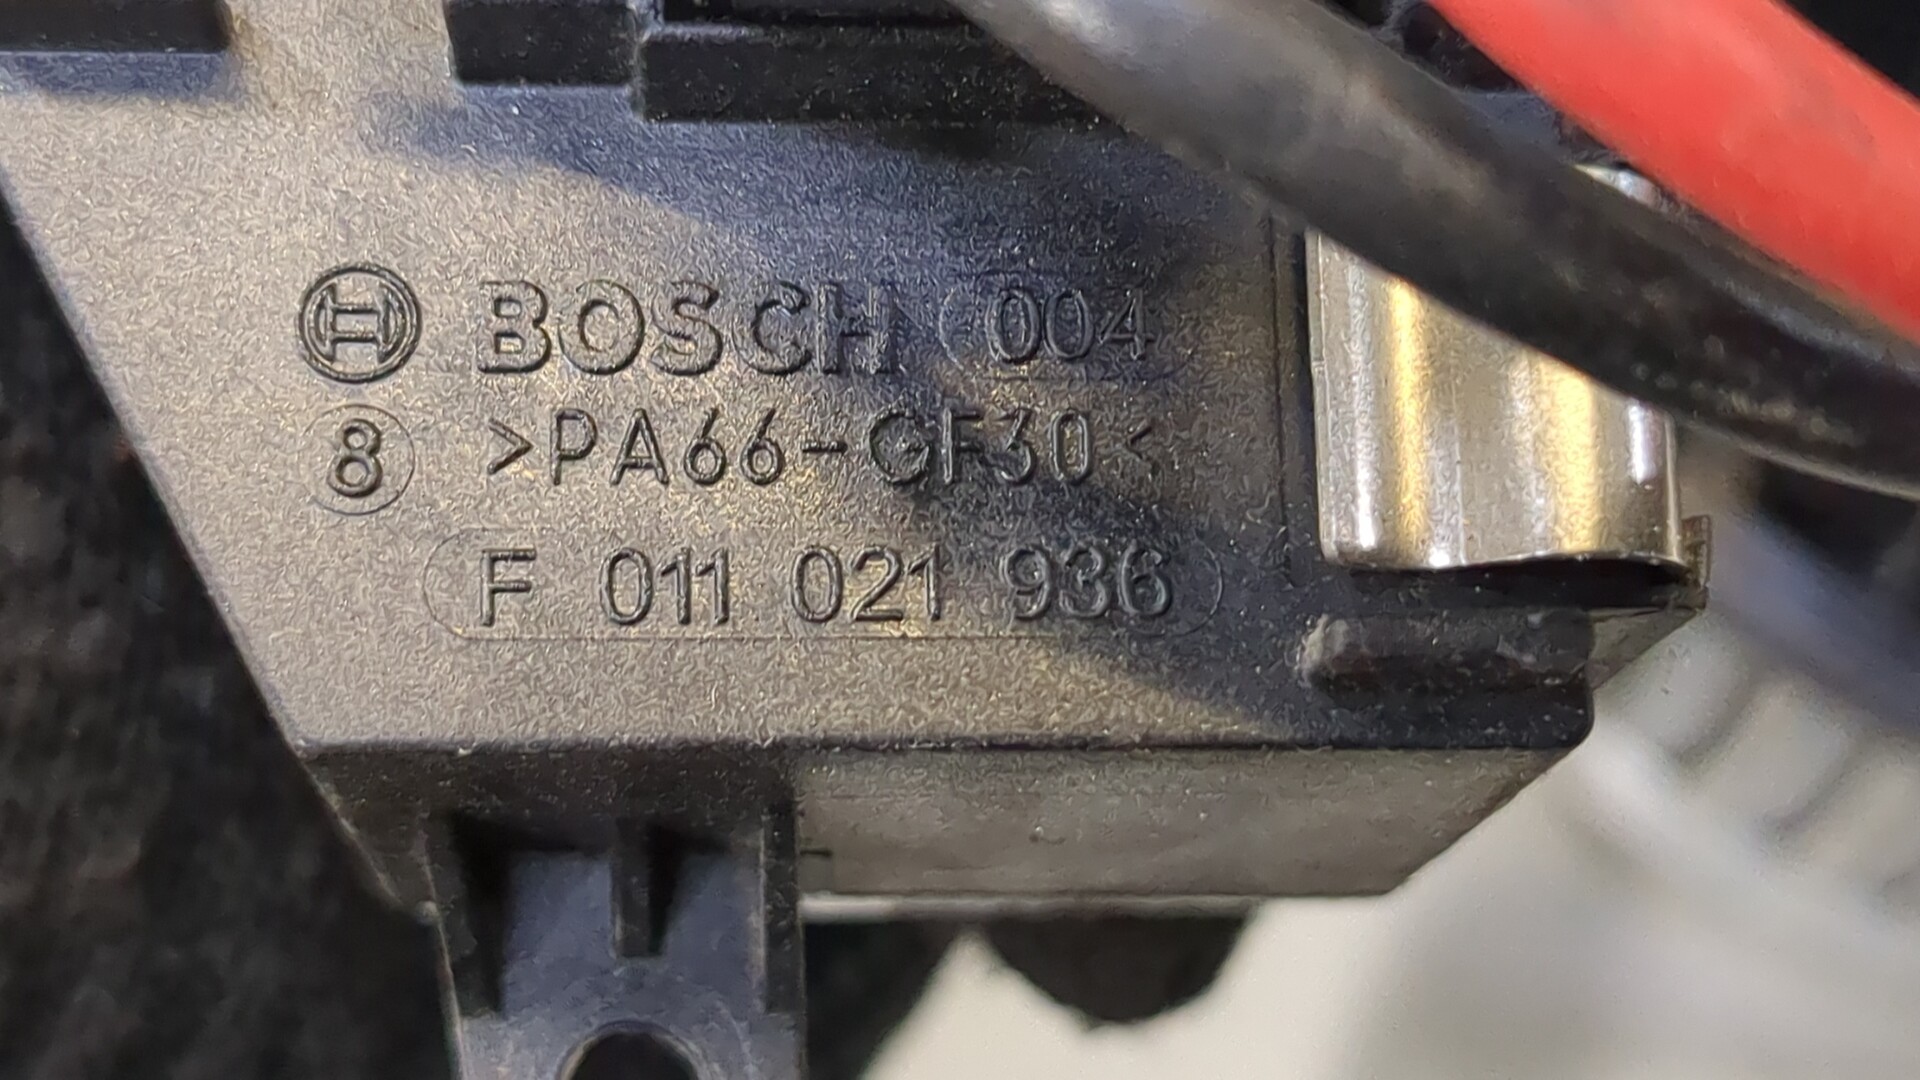 BOSCH 004
8 >PA66-GF30<
F 011 021 936